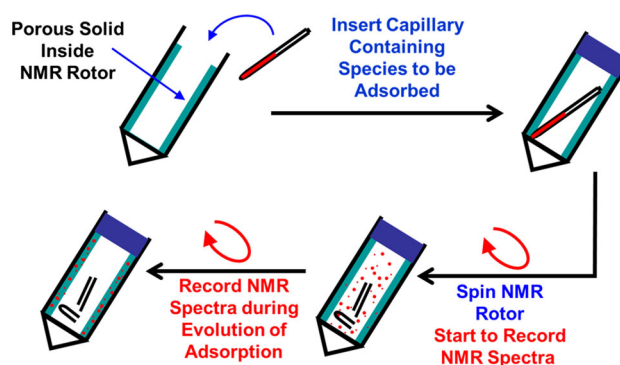 Porous Solid
Inside
NMR Rotor
Insert Capillary
Containing
Species to be
Adsorbed
Spin NMR
Rotor
Start to Record
NMR Spectra
Record NMR
Spectra during
Evolution of
Adsorption